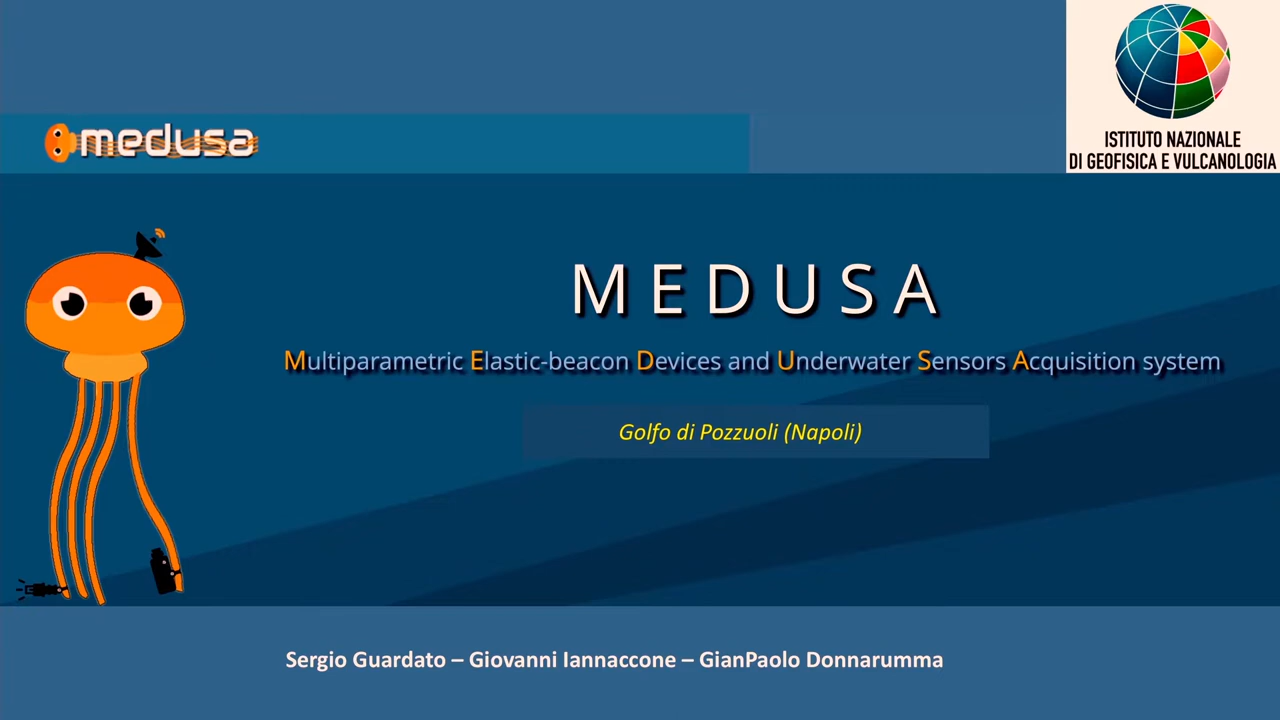 medusa
ISTITUTO NAZIONALE
DI GEOFISICA E VULCANOLOGIA
MEDUSA
Multiparametric Elastic-beacon Devices and Underwater Sensors Acquisition system
Golfo di Pozzuoli (Napoli)
Sergio Guardato – Giovanni Iannaccone – GianPaolo Donnarumma